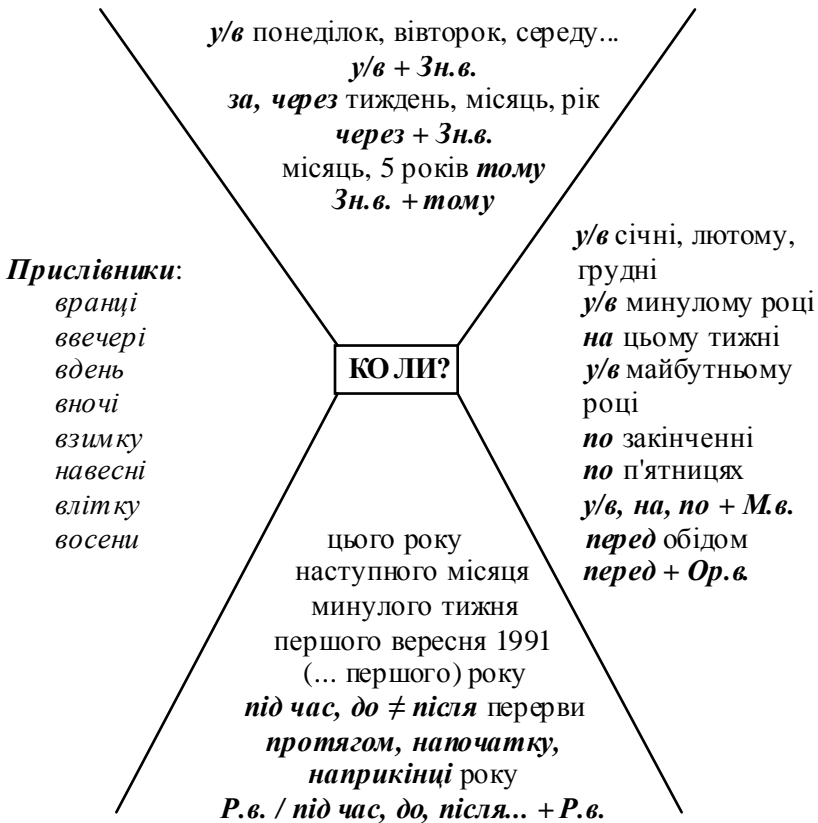 у/в понеділок, вівторок, середу...
у/в + Зн.в.
за, через тиждень, місяць, рік
через + Зн.в.
місяць, 5 років тому
Зн.в. + тому
Прислівники:
вранці
ввечері
вдень
вночі
взимку
навесні
влітку
восени
КОЛИ?
у/в січні, лютому,
грудні
у/в минулому році
на цьому тижні
у/в майбутньому
році
по закінченні
по п'ятницях
у/в, на, по + М.в.
перед обідом
перед + Ор.в.
цього року
наступного місяця
минулого тижня
першого вересня 1991
(... першого) року
під час, до ≠ після перерви
протягом, напочатку,
наприкінці року
Р.в. / під час, до, після... + Р.в.